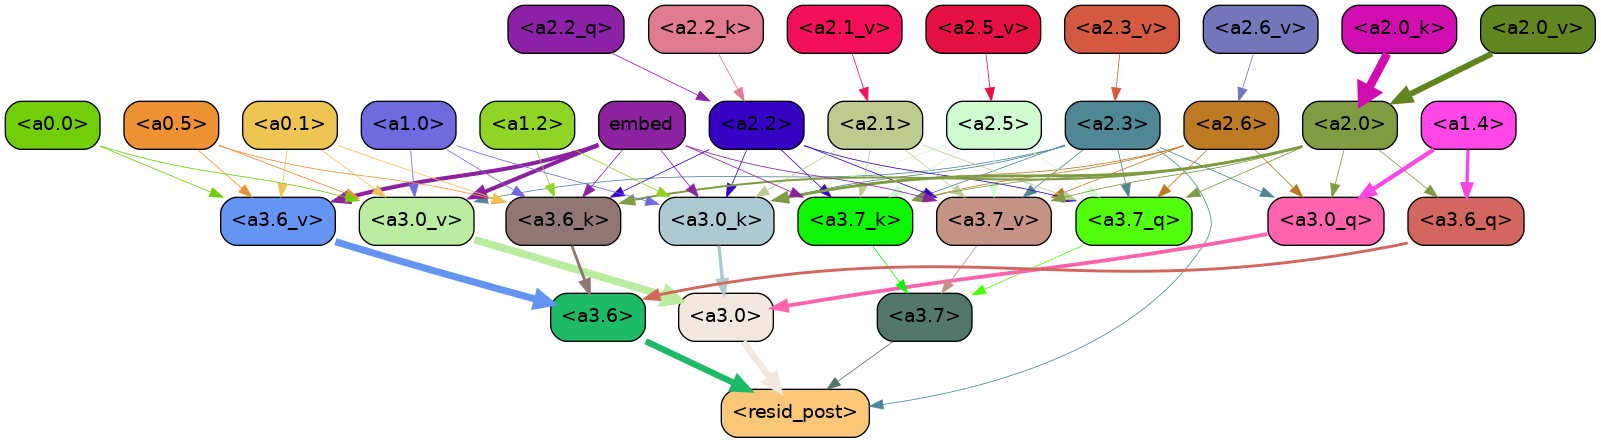 <a2.2_q> <a2.2_k> <a2.1_v> <a2.5_v> <a2.3_v> <a2.6_v> <a2.0_k> <a2.0_v>
<a0.0> <a0.5> <a0.1> <a1.0> <a1.2> embed <a2.2> <a2.1> <a2.5> <a2.3> <a2.6> <a2.0> <a1.4>
<a3.6_v> <a3.0_v> <a3.6_k> <a3.0_k> <a3.7_k> <a3.7_v> <a3.7_q> <a3.0_q> <a3.6_q>
<a3.6> <a3.0> <a3.7>
<resid_post>